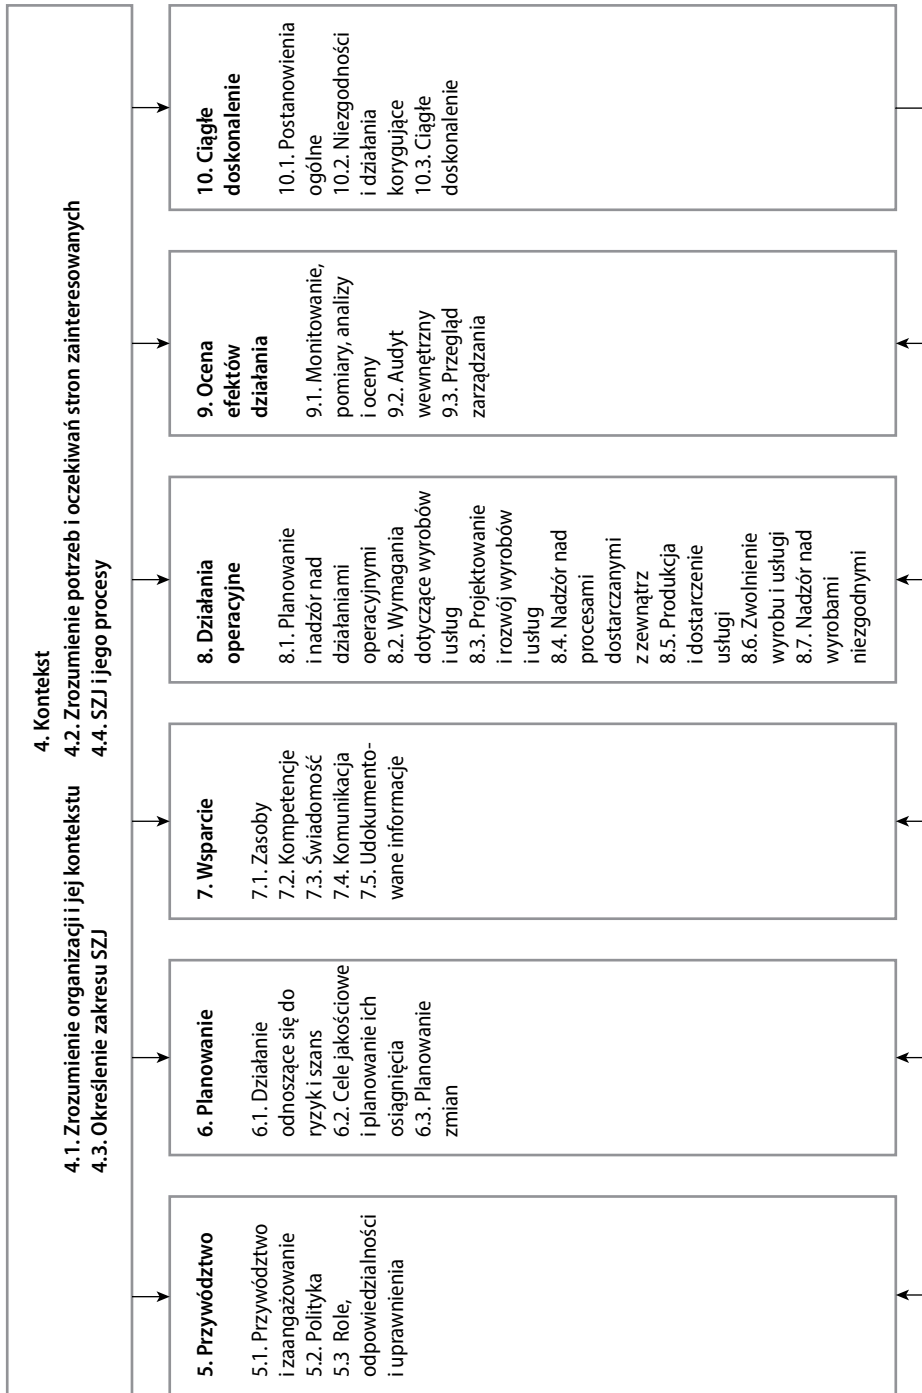 4. Kontekst
4.1. Zrozumienie organizacji i jej kontekstu 4.2. Zrozumienie potrzeb i oczekiwań stron zainteresowanych
4.3. Określenie zakresu SZJ 4.4. SZJ i jego procesy
5. Przywództwo
5.1. Przywództwo
i zaangażowanie
5.2. Polityka
5.3 Role,
odpowiedzialności
i uprawnienia
6. Planowanie
6.1. Działanie
odnoszące się do
ryzyk i szans
6.2. Cele jakościowe
i planowanie ich
osiągnięcia
6.3. Planowanie
zmian
7. Wsparcie
7.1. Zasoby
7.2. Kompetencje
7.3. Świadomość
7.4. Komunikacja
7.5. Udokumento-
wane informacje
8. Działania
operacyjne
8.1. Planowanie
i nadzór nad
działaniami
operacyjnymi
8.2. Wymagania
dotyczące wyrobów
i usług
8.3. Projektowanie
i rozwój wyrobów
i usług
8.4. Nadzór nad
procesami
dostarczanymi
z zewnątrz
8.5. Produkcja
i dostarczenie
usługi
8.6. Zwolnienie
wyrobu i usługi
8.7. Nadzór nad
wyrobami
niezgodnymi
9. Ocena
efektów
działania
9.1. Monitowanie,
pomiary, analizy
i oceny
9.2. Audyt
wewnętrzny
9.3. Przegląd
zarządzania
10. Ciągłe
doskonalenie
10.1. Postanowienia
ogólne
10.2. Niezgodności
i działania
korygujące
10.3. Ciągłe
doskonalenie